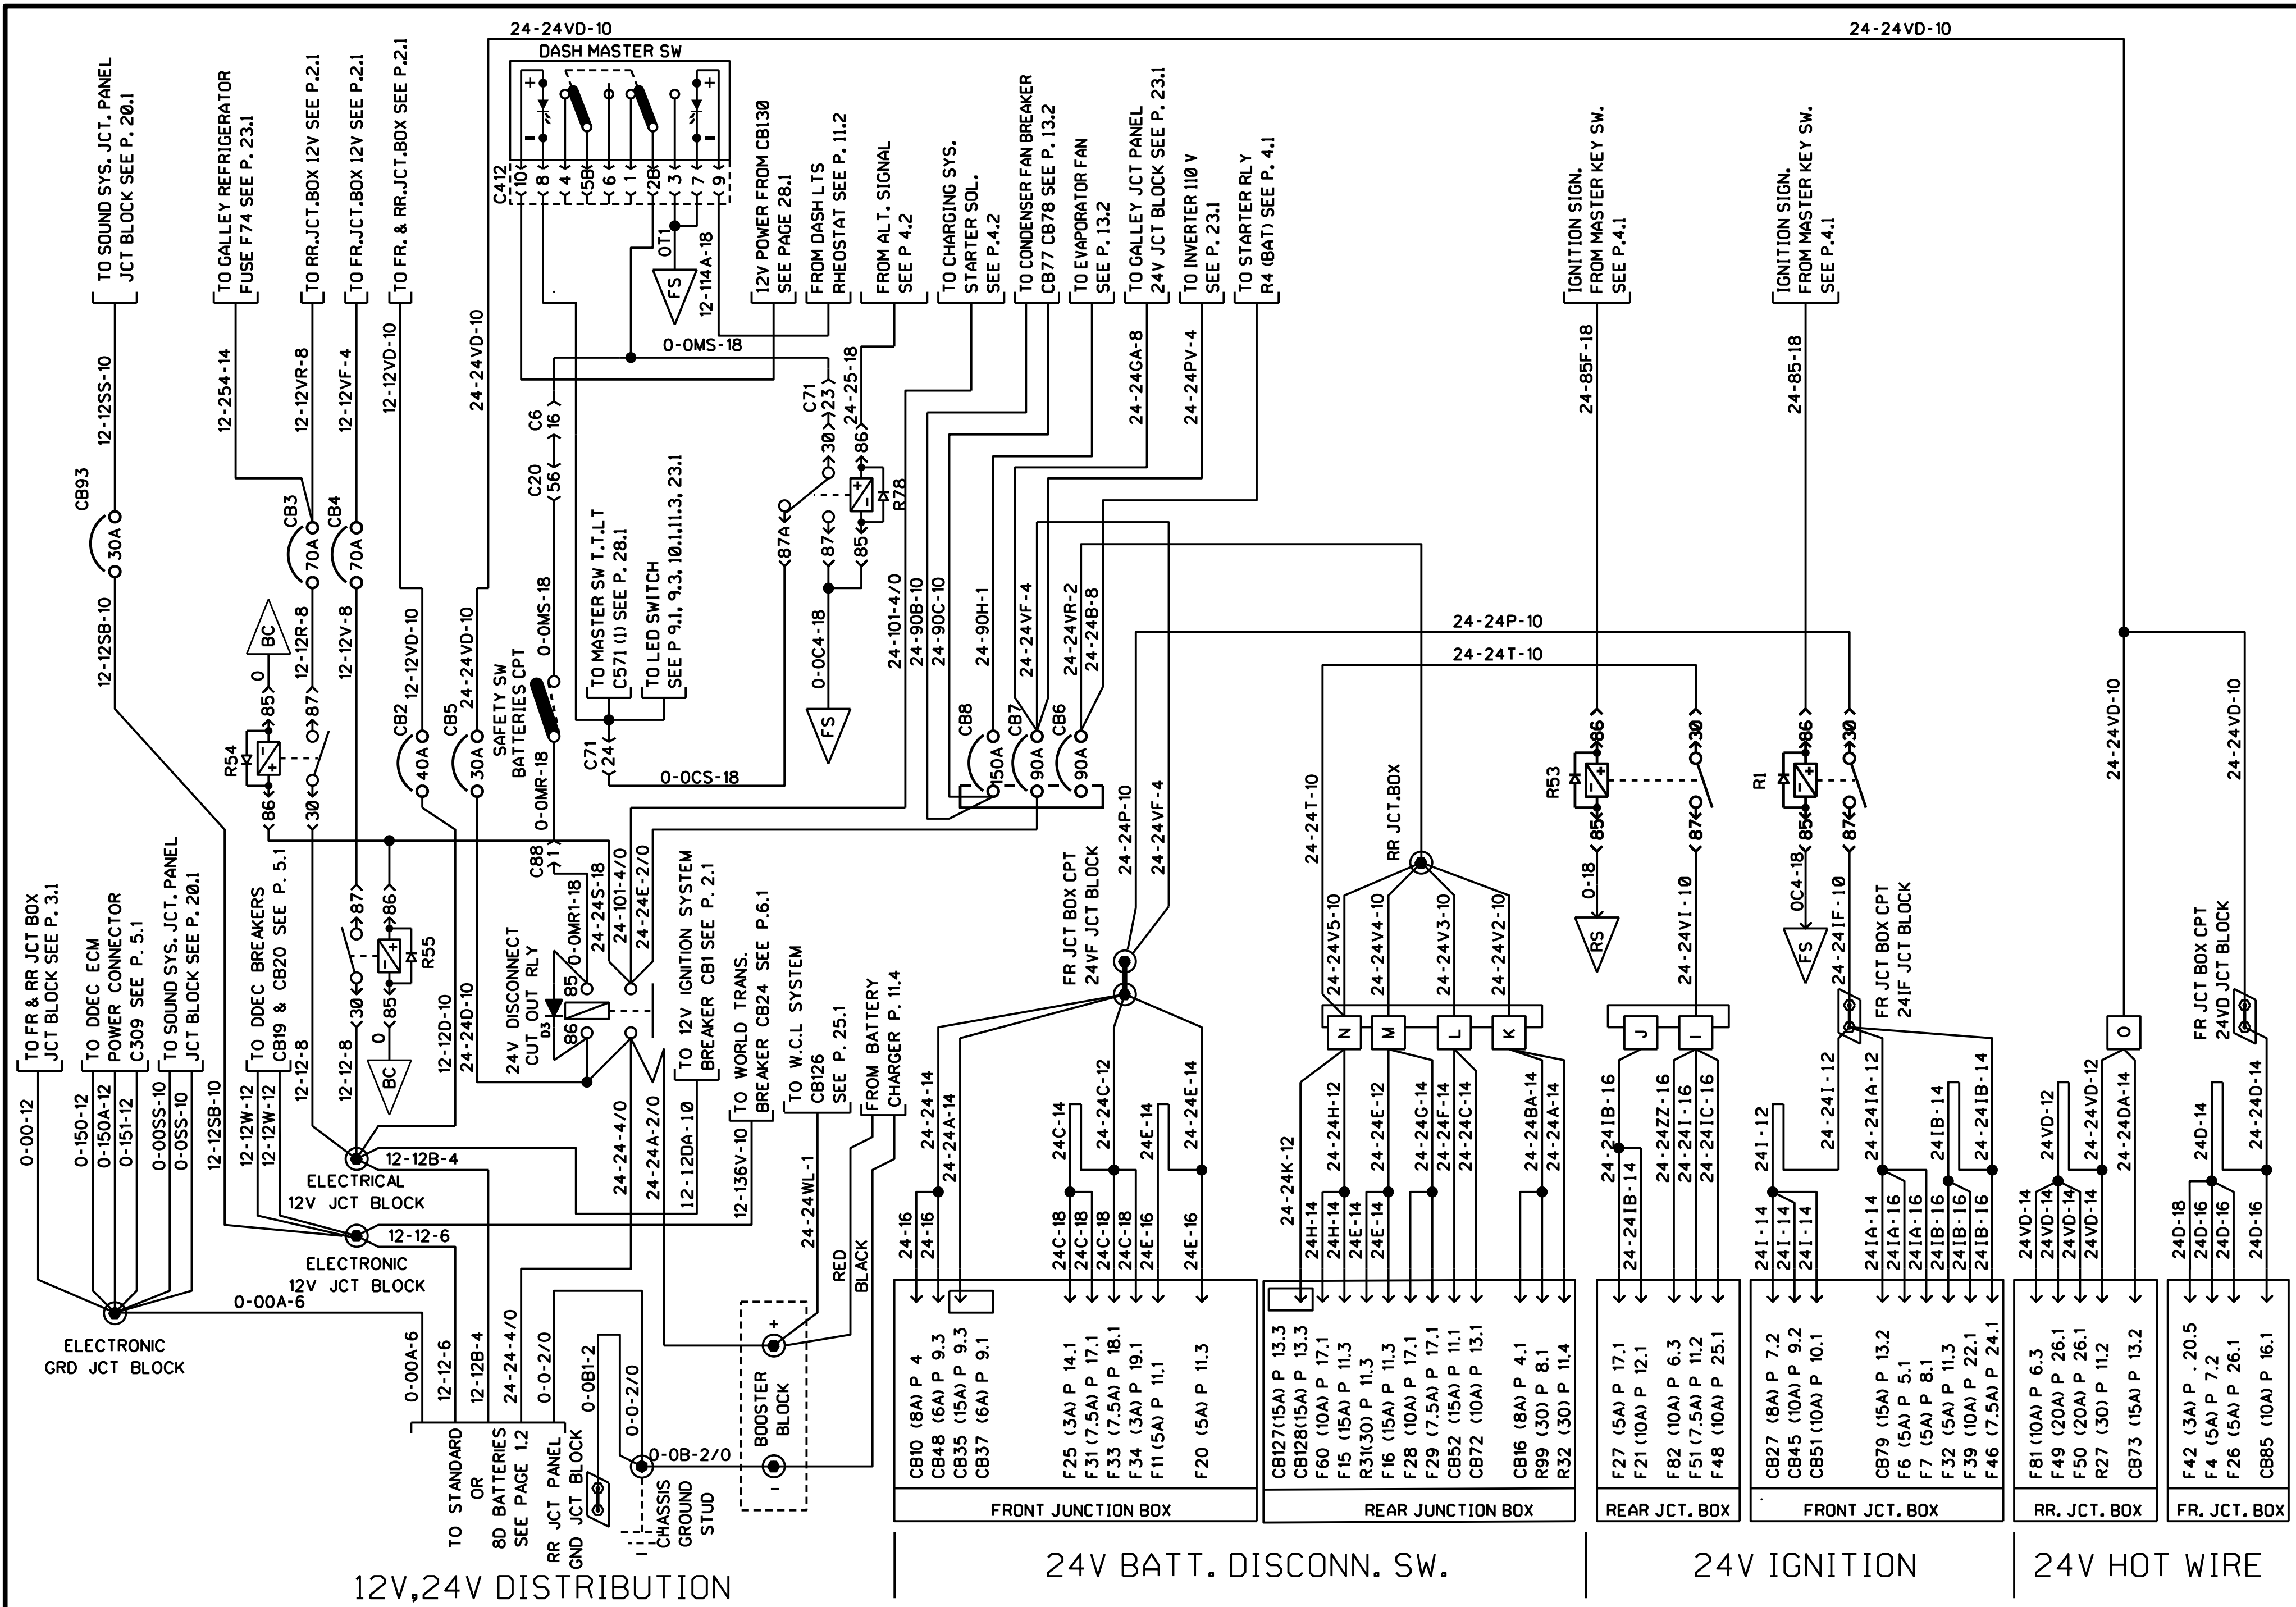 24-24VD-10
24-24VD-10
DASH MASTER SW
TO SOUND SYS. JCT. PANEL
JCT BLOCK SEE P. 20.1
TO GALLEY REFRIGERATOR
FUSE F74 SEE P. 23.1
TO RR.JCT.BOX 12V SEE P.2.1
TO FR.JCT.BOX 12V SEE P.2.1
TO FR. & RR.JCT.BOX SEE P.2.1
C412
10
8
4
5B
6
1
2B
3
7
9
+
-
+
-
0T1
FS
12-114A-18
12V POWER FROM CB130
SEE PAGE 28.1
FROM DASH LTS
RHEOSTAT SEE P. 11.2
FROM ALT. SIGNAL
SEE P 4.2
TO CHARGING SYS.
STARTER SOL.
SEE P.4.2
TO CONDENSER FAN BREAKER
CB77 CB78 SEE P. 13.2
TO EVAPORATOR FAN
SEE P. 13.2
TO GALLEY JCT PANEL
24V JCT BLOCK SEE P. 23.1
TO INVERTER 110 V
SEE P. 23.1
TO STARTER RLY
R4 (BAT) SEE P. 4.1
IGNITION SIGN.
FROM MASTER KEY SW.
SEE P.4.1
IGNITION SIGN.
FROM MASTER KEY SW.
SEE P.4.1
12-12SS-10
12-254-14
12-12VR-8
12-12VF-4
12-12VD-10
24-24VD-10
0-0MS-18
C6
16
C20
56
C71
23
24-25-18
30
86
87A
87
85
R78
24-24GA-8
24-24PV-4
24-85F-18
24-85-18
CB93
30A
CB3
70A
CB4
70A
12-12SB-10
BC
0
12-12R-8
12-12V-8
12-12VD-10
24-24VD-10
0-0MS-18
SAFETY SW
BATTERIES CPT
TO MASTER SW T.T.LT
C571 (1) SEE P. 28.1
TO LED SWITCH
SEE P 9.1, 9.3, 10.1,11.3, 23.1
0-0C4-18
FS
24-101-4/0
24-90B-10
24-90C-10
24-90H-1
24-24VF-4
24-24VR-2
24-24B-8
24-24P-10
24-24T-10
24-24VD-10
24-24VD-10
R54
85
87
86
30
CB2
40A
CB5
30A
0-0MR-18
C71
24
0-0CS-18
CB8
150A
CB7
90A
CB6
90A
24-24P-10
24-24VF-4
24-24T-10
RR JCT.BOX
R53
86
30
85
87
R1
86
30
85
87
0-18
RS
24-24VI-10
0C4-18
FS
24-24IF-10
FR JCT BOX CPT
24IF JCT BLOCK
FR JCT BOX CPT
24VD JCT BLOCK
TO FR & RR JCT BOX
JCT BLOCK SEE P. 3.1
TO DDEC ECM
POWER CONNECTOR
C309 SEE P. 5.1
TO SOUND SYS. JCT. PANEL
JCT BLOCK SEE P. 20.1
TO DDEC BREAKERS
CB19 & CB20 SEE P. 5.1
87
86
30
85
R55
0
BC
C88
1
0-0MR1-18
24-24S-18
24-101-4/0
24-24E-2/0
24V DISCONNECT
CUT OUT RLY
D3
85
86
TO 12V IGNITION SYSTEM
BREAKER CB1 SEE P. 2.1
TO WORLD TRANS.
BREAKER CB24 SEE P.6.1
TO W.C.L SYSTEM
CB126
SEE P. 25.1
FROM BATTERY
CHARGER P. 11.4
FR JCT BOX CPT
24VF JCT BLOCK
24-24V5-10
24-24V4-10
24-24V3-10
24-24V2-10
N
M
L
K
J
I
O
0-00-12
0-150-12
0-150A-12
0-151-12
0-00SS-10
0-0SS-10
12-12SB-10
12-12W-12
12-12W-12
12-12-8
12-12-8
12-12D-10
24-24D-10
12-12B-4
ELECTRICAL
12V JCT BLOCK
12-12-6
ELECTRONIC
12V JCT BLOCK
0-00A-6
ELECTRONIC
GRD JCT BLOCK
24-24-4/0
24-24A-2/0
12-12DA-10
12-136V-10
24-24WL-1
RED
BLACK
0-00A-6
12-12-6
12-12B-4
24-24-4/0
0-0-2/0
0-0B1-2
0-0-2/0
0-0B-2/0
TO STANDARD
OR
8D BATTERIES
SEE PAGE 1.2
RR JCT PANEL
GND JCT BLOCK
CHASSIS
GROUND
STUD
+
BOOSTER
BLOCK
-
24-24-14
24-24A-14
24C-14
24-24C-12
24E-14
24-24E-14
24-16
24-16
24C-18
24C-18
24C-18
24C-18
24E-16
24E-16
24-24K-12
24-24H-12
24-24E-12
24-24G-14
24-24F-14
24-24C-14
24-24BA-14
24-24A-14
24H-14
24H-14
24E-14
24E-14
24-24IB-16
24-24ZZ-16
24-24I-16
24-24IC-16
24-24IB-14
24I-12
24-24I-12
24-24IA-12
24IB-14
24-24IB-14
24I-14
24I-14
24I-14
24IA-14
24IA-16
24IA-16
24IB-16
24IB-16
24IB-16
24VD-12
24-24VD-12
24-24DA-14
24VD-14
24VD-14
24VD-14
24VD-14
24D-14
24-24D-14
24D-18
24D-16
24D-16
24D-16
CB10 (8A) P 4
CB48 (6A) P 9.3
CB35 (15A) P 9.3
CB37 (6A) P 9.1
F25 (3A) P 14.1
F31 (7.5A) P 17.1
F33 (7.5A) P 18.1
F34 (3A) P 19.1
F11 (5A) P 11.1
F20 (5A) P 11.3
FRONT JUNCTION BOX
CB127(15A) P 13.3
CB128(15A) P 13.3
F60 (10A) P 17.1
F15 (15A) P 11.3
R31(30) P 11.3
F16 (15A) P 11.3
F28 (10A) P 17.1
F29 (7.5A) P 17.1
CB52 (15A) P 11.1
CB72 (10A) P 13.1
CB16 (8A) P 4.1
R99 (30) P 8.1
R32 (30) P 11.4
REAR JUNCTION BOX
F27 (5A) P 17.1
F21 (10A) P 12.1
F82 (10A) P 6.3
F51 (7.5A) P 11.2
F48 (10A) P 25.1
REAR JCT. BOX
CB27 (8A) P 7.2
CB45 (10A) P 9.2
CB51 (10A) P 10.1
CB79 (15A) P 13.2
F6 (5A) P 5.1
F7 (5A) P 8.1
F32 (5A) P 11.3
F39 (10A) P 22.1
F46 (7.5A) P 24.1
FRONT JCT. BOX
F81 (10A) P 6.3
F49 (20A) P 26.1
F50 (20A) P 26.1
R27 (30) P 11.2
CB73 (15A) P 13.2
RR. JCT. BOX
F42 (3A) P . 20.5
F4 (5A) P 7.2
F26 (5A) P 26.1
CB85 (10A) P 16.1
FR. JCT. BOX
12V,24V DISTRIBUTION
24V BATT. DISCONN. SW.
24V IGNITION
24V HOT WIRE